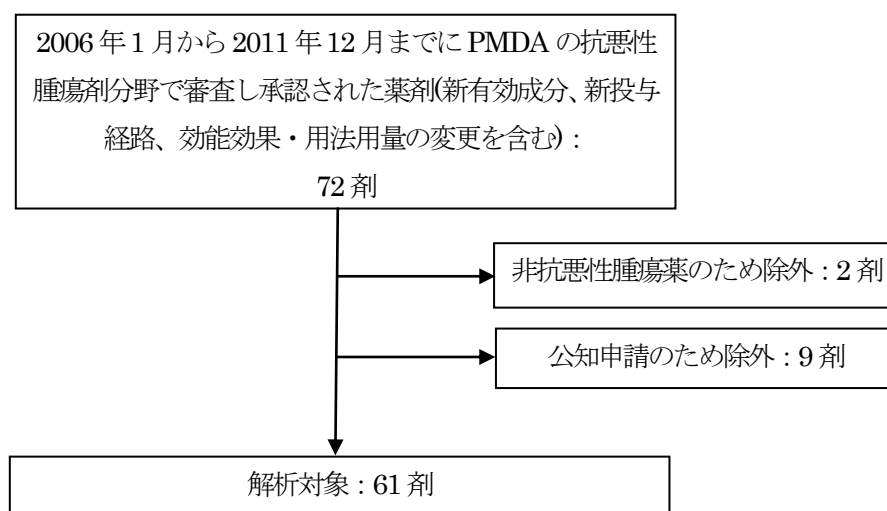 2006年1月から2011年12月までにPMDAの抗悪性
腫瘍剤分野で審査し承認された薬剤(新有効成分、新投与
経路、効能効果・用法用量の変更を含む)：
72剤
非抗悪性腫瘍薬のため除外：2剤
公知申請のため除外：9剤
解析対象：61剤